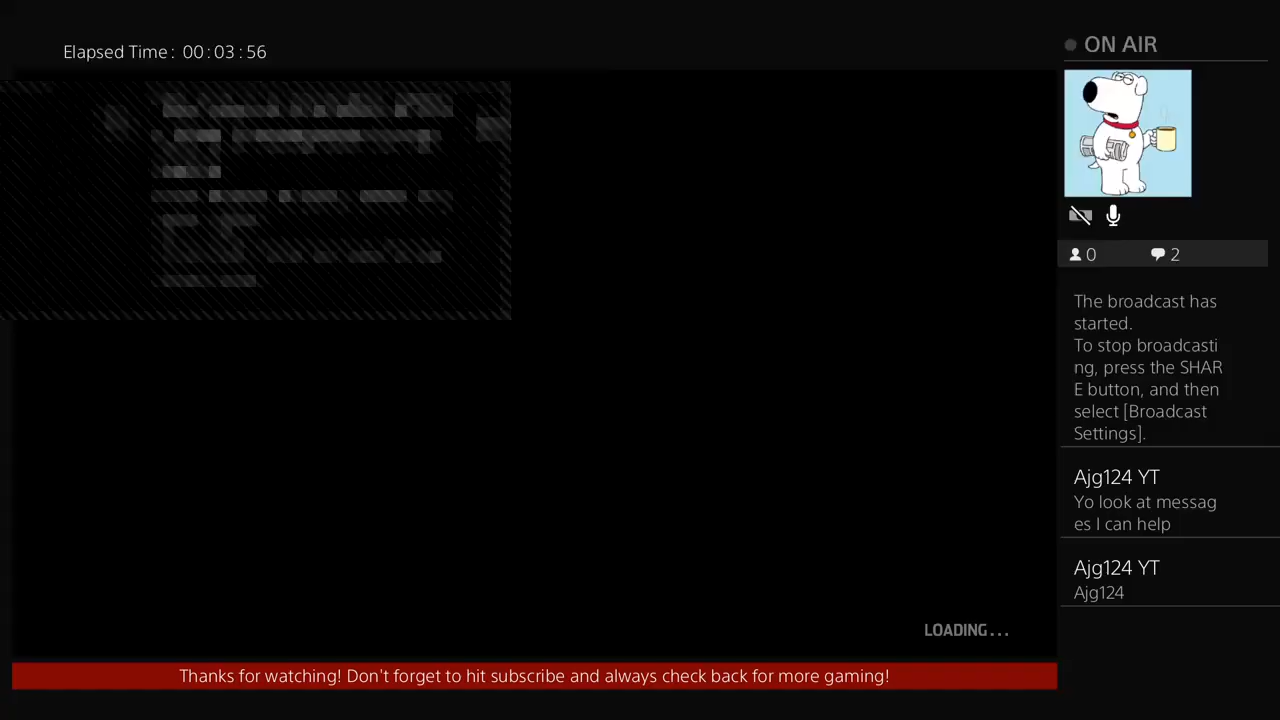 Elapsed Time: 00:03:56
ON AIR
0 2
The broadcast has
started.
To stop broadcasti
ng, press the SHAR
E button, and then
select [Broadcast
Settings].
Ajg124 YT
Yo look at messag
es I can help
Ajg124 YT
Ajg124
LOADING...
Thanks for watching! Don't forget to hit subscribe and always check back for more gaming!